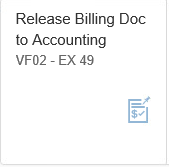 Release Billing Doc
to Accounting
VF02 - EX 49
$